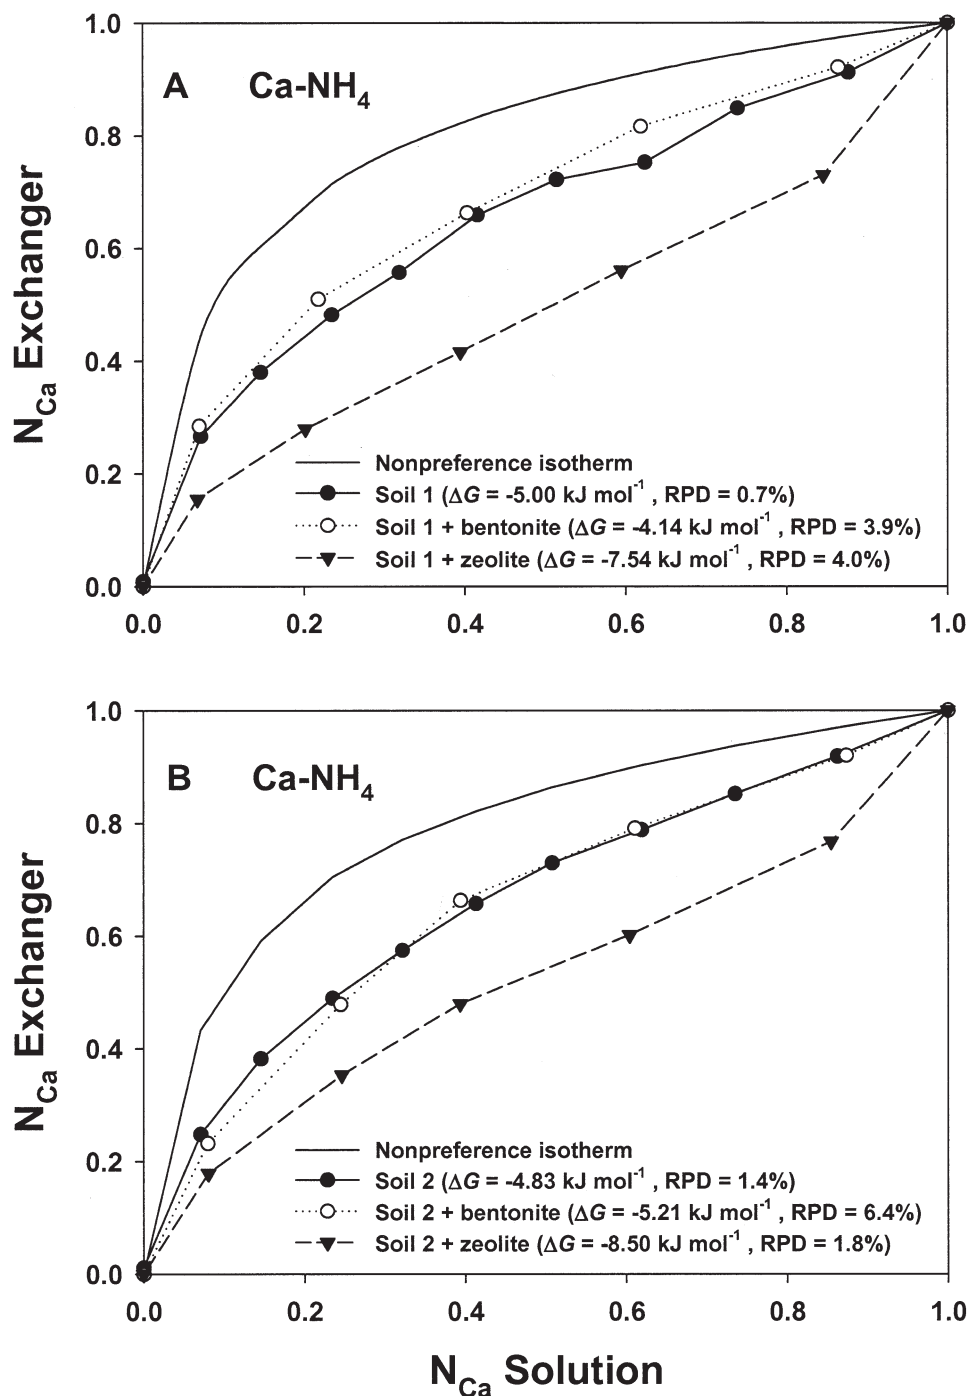 A Ca-NH4
1.0
0.8
0.6
0.4
0.2
0.0
NCa Exchanger
Nonpreference isotherm
Soil 1 (ΔG = -5.00 kJ mol-1 , RPD = 0.7%)
Soil 1 + bentonite (ΔG = -4.14 kJ mol-1 , RPD = 3.9%)
Soil 1 + zeolite (ΔG = -7.54 kJ mol-1 , RPD = 4.0%)
0.0 0.2 0.4 0.6 0.8 1.0
B Ca-NH4
1.0
0.8
0.6
0.4
0.2
0.0
NCa Exchanger
Nonpreference isotherm
Soil 2 (ΔG = -4.83 kJ mol-1 , RPD = 1.4%)
Soil 2 + bentonite (ΔG = -5.21 kJ mol-1 , RPD = 6.4%)
Soil 2 + zeolite (ΔG = -8.50 kJ mol-1 , RPD = 1.8%)
0.0 0.2 0.4 0.6 0.8 1.0
NCa Solution